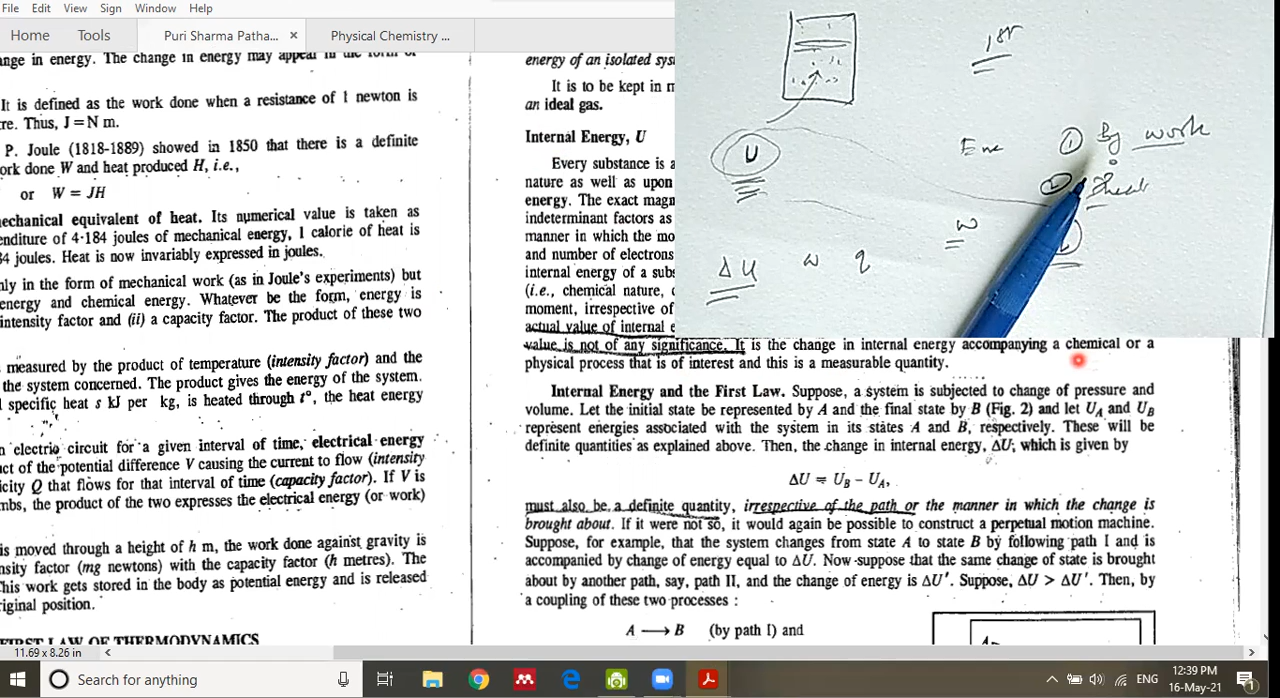 File Edit View Sign Window Help
Home Tools Puri Sharma Patha... × Physical Chemistry ...
ange in energy. The change in energy may appear in the form of
It is defined as the work done when a resistance of 1 newton is
re. Thus, J = N m.
P. Joule (1818-1889) showed in 1850 that there is a definite
ork done W and heat produced H, i.e.,
or W = JH
mechanical equivalent of heat. Its numerical value is taken as
enditure of 4·184 joules of mechanical energy, 1 calorie of heat is
34 joules. Heat is now invariably expressed in joules.
nly in the form of mechanical work (as in Joule's experiments) but
energy and chemical energy. Whatever be the form, energy is
intensity factor and (ii) a capacity factor. The product of these two
measured by the product of temperature (intensity factor) and the
the system concerned. The product gives the energy of the system.
specific heat s kJ per kg, is heated through t°, the heat energy
n electric circuit for a given interval of time, electrical energy
ct of the potential difference V causing the current to flow (intensity
icity Q that flows for that interval of time (capacity factor). If V is
mbs, the product of the two expresses the electrical energy (or work)
is moved through a height of h m, the work done against gravity is
nsity factor (mg newtons) with the capacity factor (h metres). The
This work gets stored in the body as potential energy and is released
riginal position.
FIRST LAW OF THERMODYNAMICS
energy of an isolated sys
It is to be kept in m
an ideal gas.
Internal Energy, U
Every substance is a
nature as well as upon
energy. The exact magn
indeterminant factors as
manner in which the mo
and number of electrons
internal energy of a subs
(i.e., chemical nature, c
moment, irrespective of
actual value of internal e
value is not of any significance. It is the change in internal energy accompanying a chemical or a
physical process that is of interest and this is a measurable quantity.
Internal Energy and the First Law. Suppose, a system is subjected to change of pressure and
volume. Let the initial state be represented by A and the final state by B (Fig. 2) and let U_A and U_B
represent energies associated with the system in its states A and B, respectively. These will be
definite quantities as explained above. Then, the change in internal energy, ΔU, which is given by
ΔU = U_B − U_A,
must also be a definite quantity, irrespective of the path or the manner in which the change is
brought about. If it were not so, it would again be possible to construct a perpetual motion machine.
Suppose, for example, that the system changes from state A to state B by following path I and is
accompanied by change of energy equal to ΔU. Now suppose that the same change of state is brought
about by another path, say, path II, and the change of energy is ΔU'. Suppose, ΔU > ΔU'. Then, by
a coupling of these two processes :
A ⟶ B (by path I) and
1st
U
Ene
① By work
② heat
w
ΔU w q
11.69 x 8.26 in
Search for anything
ENG
12:39 PM
16-May-21
1